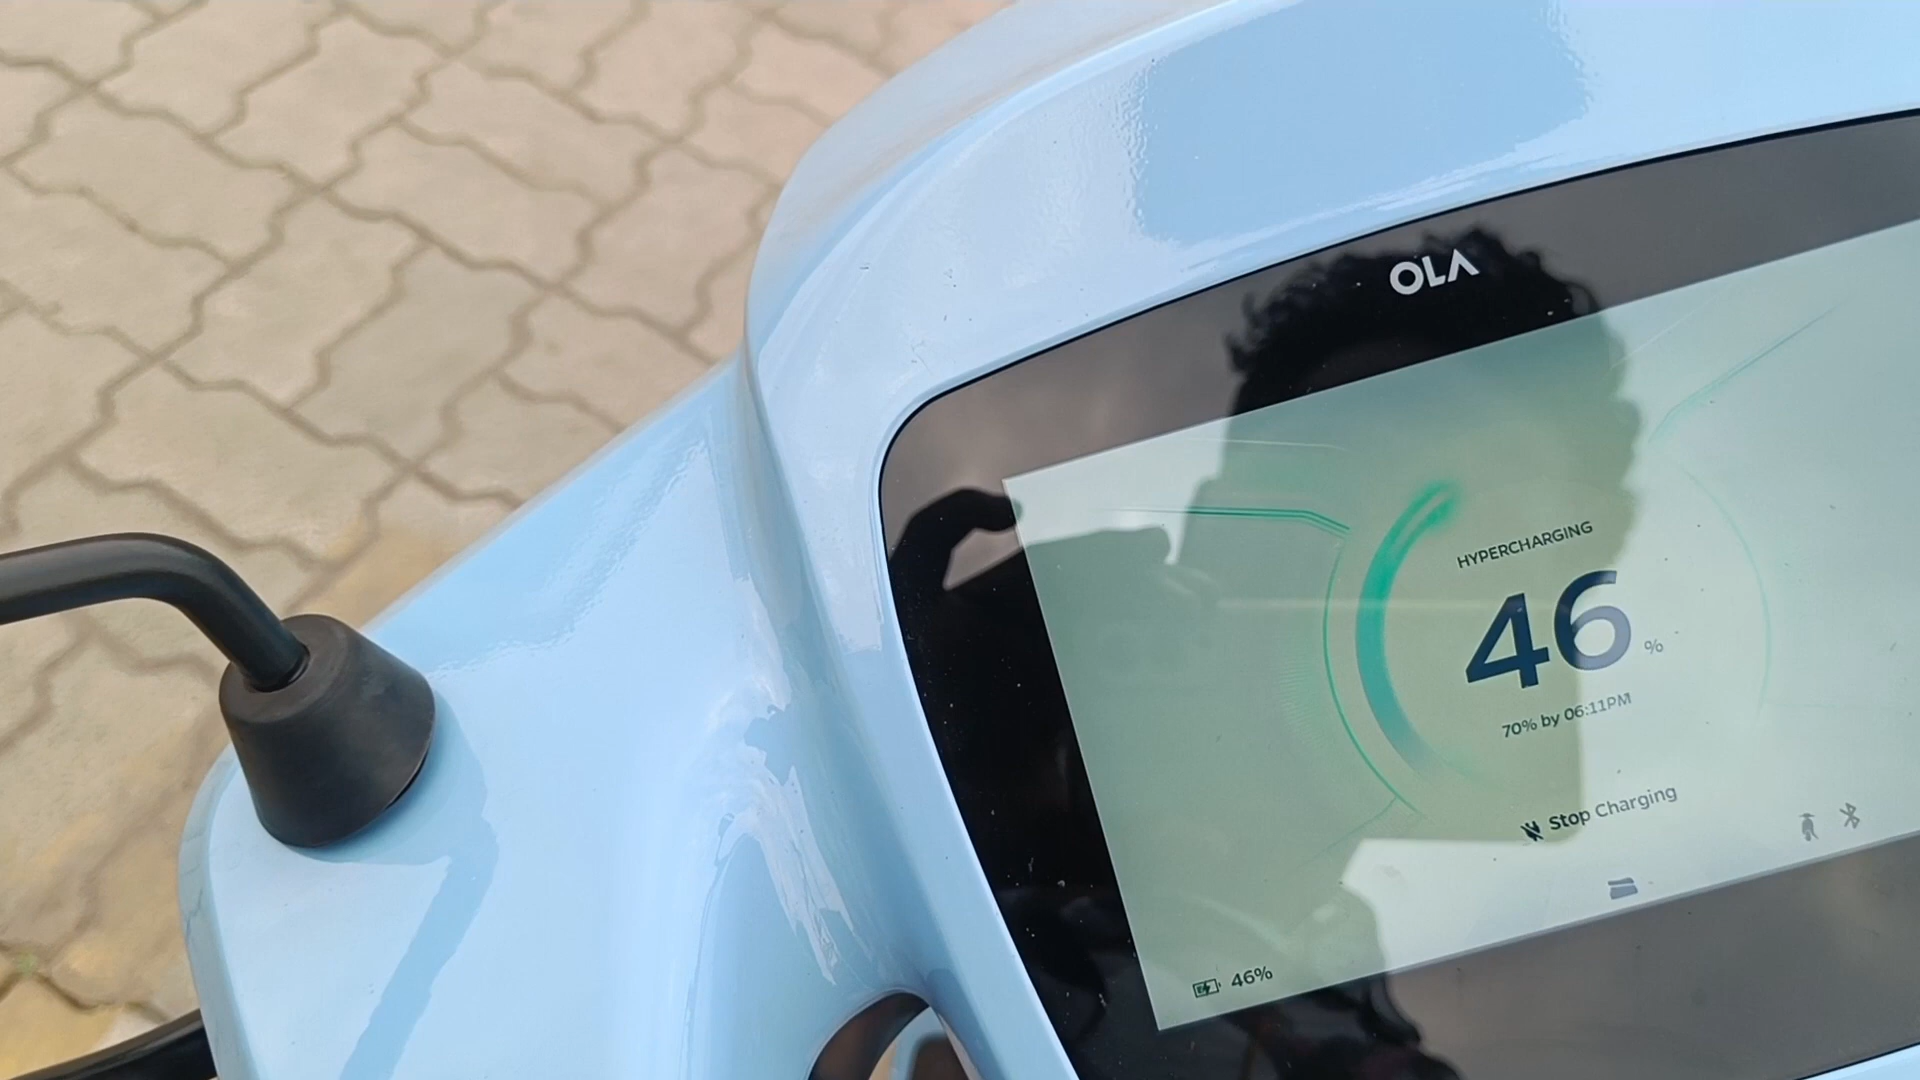 OLA
HYPERCHARGING
46 %
70% by 06:11PM
Stop Charging
46%